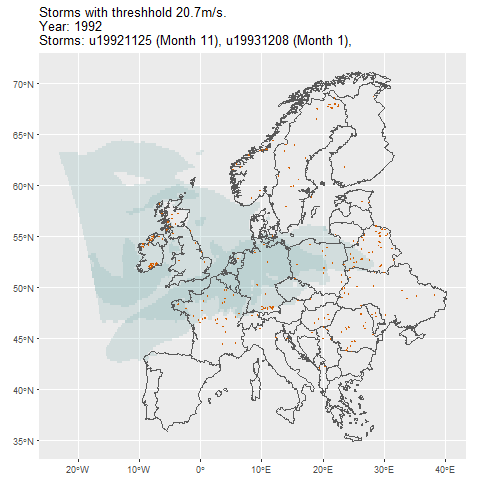 Storms with threshhold 20.7m/s.
Year: 1992
Storms: u19921125 (Month 11), u19931208 (Month 1),
70°N
65°N
60°N
55°N
50°N
45°N
40°N
35°N
20°W
10°W
0°
10°E
20°E
30°E
40°E